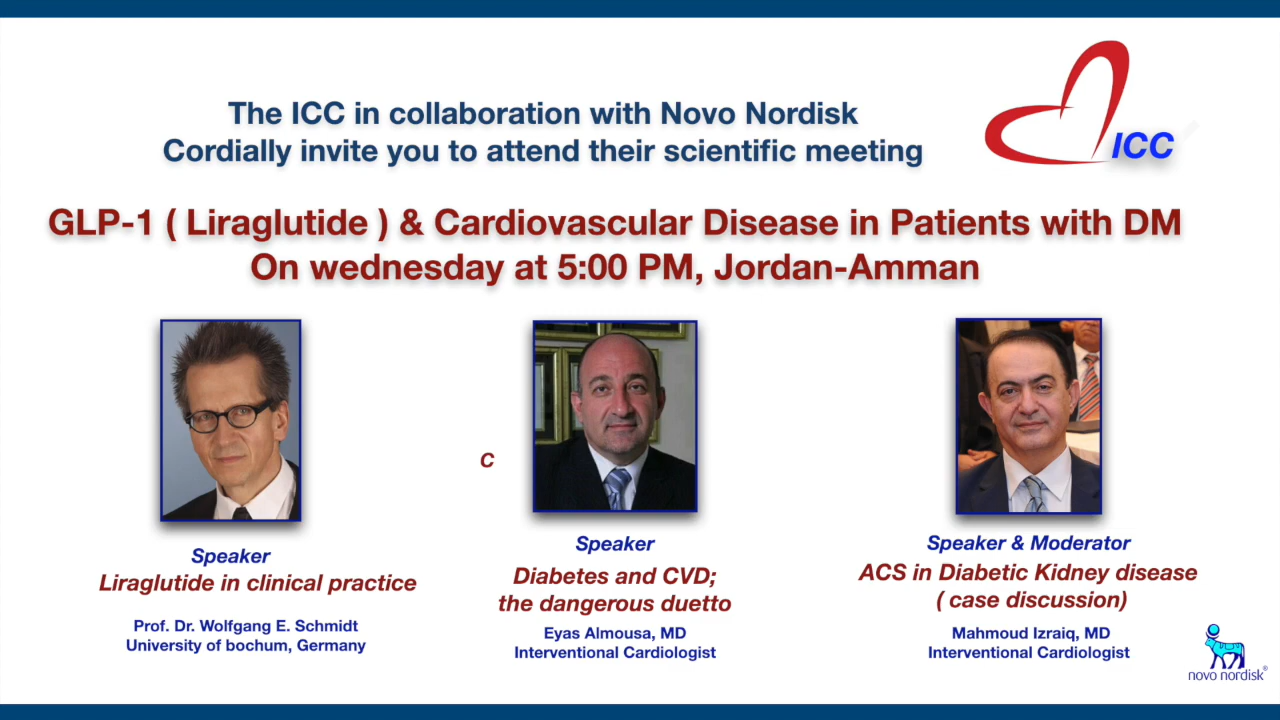 The ICC in collaboration with Novo Nordisk
Cordially invite you to attend their scientific meeting
ICC
GLP-1 ( Liraglutide ) & Cardiovascular Disease in Patients with DM
On wednesday at 5:00 PM, Jordan-Amman
C
Speaker
Liraglutide in clinical practice
Prof. Dr. Wolfgang E. Schmidt
University of bochum, Germany
Speaker
Diabetes and CVD;
the dangerous duetto
Eyas Almousa, MD
Interventional Cardiologist
Speaker & Moderator
ACS in Diabetic Kidney disease
( case discussion)
Mahmoud Izraiq, MD
Interventional Cardiologist
novo nordisk®